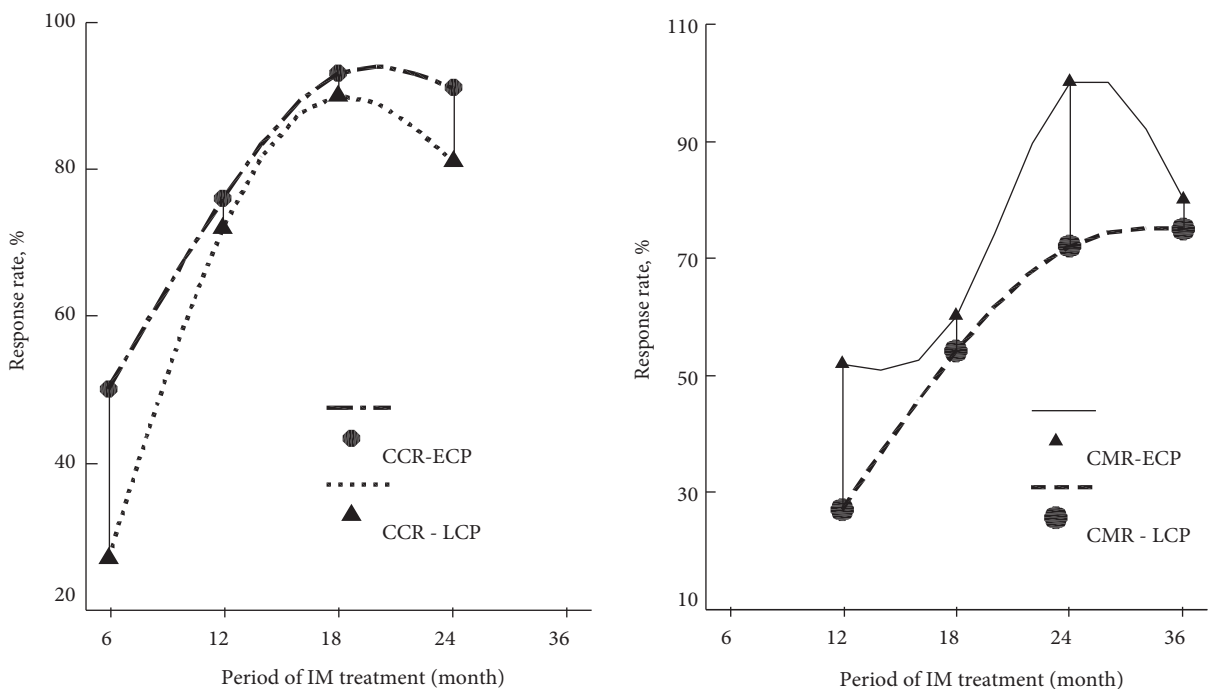 100
80
60
40
20
Response rate, %
CCR-ECP
CCR - LCP
6 12 18 24 36
Period of IM treatment (month)
110
90
70
50
30
10
Response rate, %
CMR-ECP
CMR - LCP
6 12 18 24 36
Period of IM treatment (month)